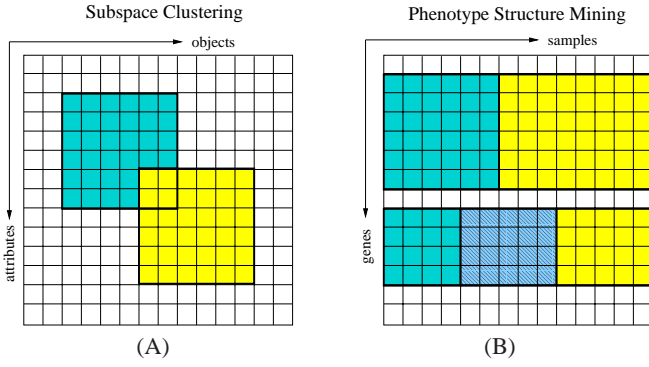 Subspace Clustering
objects
attributes
(A)
Phenotype Structure Mining
samples
genes
(B)